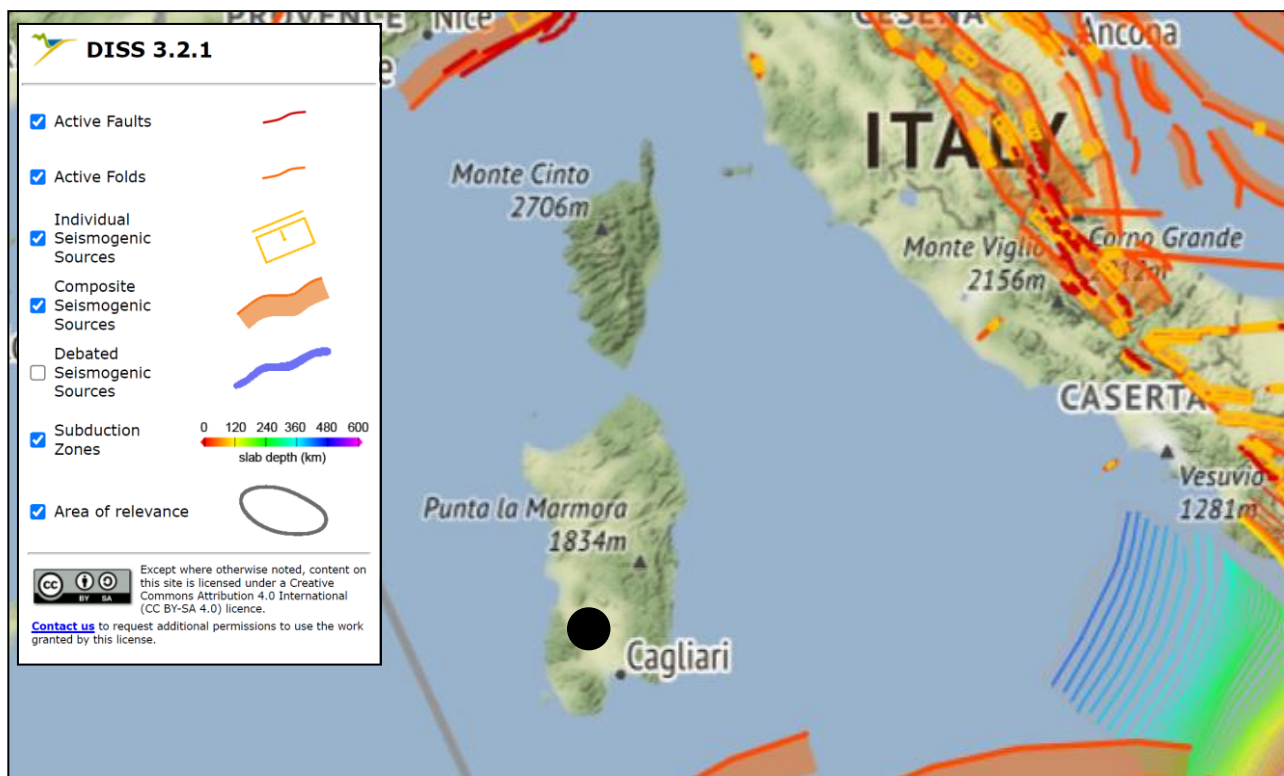 PROVENCE
Nice
CESENA
Ancona
DISS 3.2.1
Active Faults
Active Folds
Individual
Seismogenic
Sources
Composite
Seismogenic
Sources
Debated
Seismogenic
Sources
Subduction
Zones
0 120 240 360 480 600
slab depth (km)
Area of relevance
cc
BY SA
Except where otherwise noted, content on
this site is licensed under a Creative
Commons Attribution 4.0 International
(CC BY-SA 4.0) licence.
Contact us to request additional permissions to use the work
granted by this license.
ITALY
Monte Cinto
2706m
Monte Viglio
2156m
Corno Grande
CASERTA
Vesuvio
1281m
Punta la Marmora
1834m
Cagliari